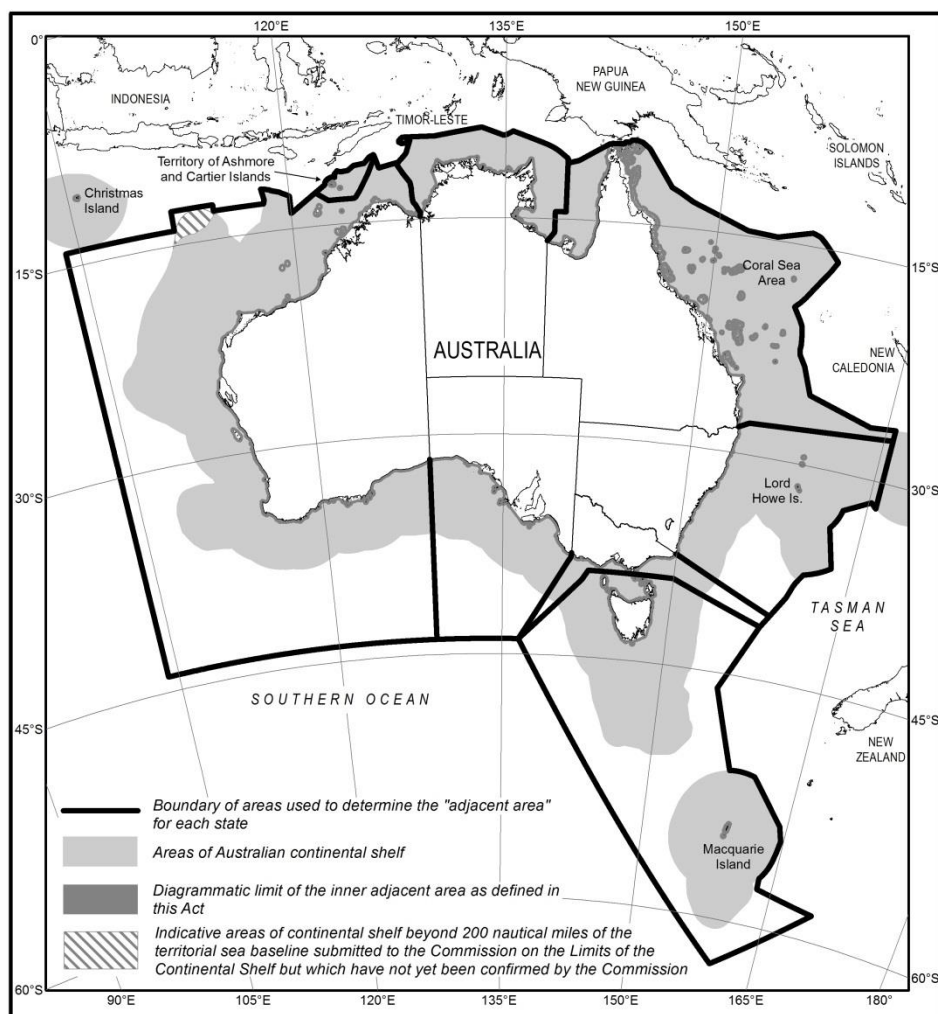 120°E
135°E
150°E
0°
INDONESIA
PAPUA
NEW GUINEA
TIMOR-LESTE
SOLOMON
ISLANDS
Territory of Ashmore
and Cartier Islands
Christmas
Island
15°S
15°S
Coral Sea
Area
AUSTRALIA
NEW
CALEDONIA
30°S
30°S
Lord
Howe Is.
TASMAN
SEA
SOUTHERN OCEAN
45°S
45°S
NEW
ZEALAND
Macquarie
Island
Boundary of areas used to determine the "adjacent area"
for each state
Areas of Australian continental shelf
Diagrammatic limit of the inner adjacent area as defined in
this Act
Indicative areas of continental shelf beyond 200 nautical miles of the
territorial sea baseline submitted to the Commission on the Limits of the
Continental Shelf but which have not yet been confirmed by the Commission
60°S
60°S
90°E
105°E
120°E
135°E
150°E
165°E
180°